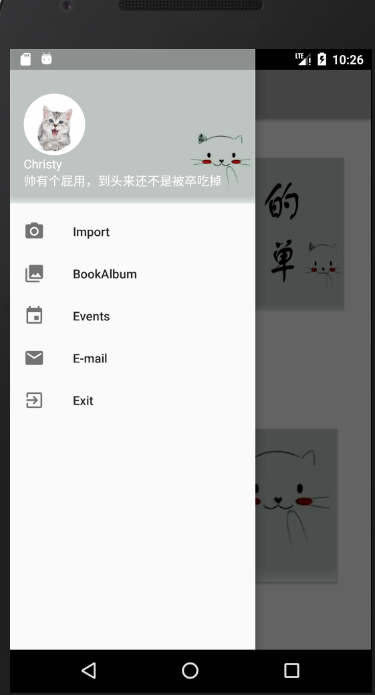 LTE 10:26
Christy
帅有个屁用，到头来还不是被卒吃掉
的
单
Import
BookAlbum
Events
E-mail
Exit